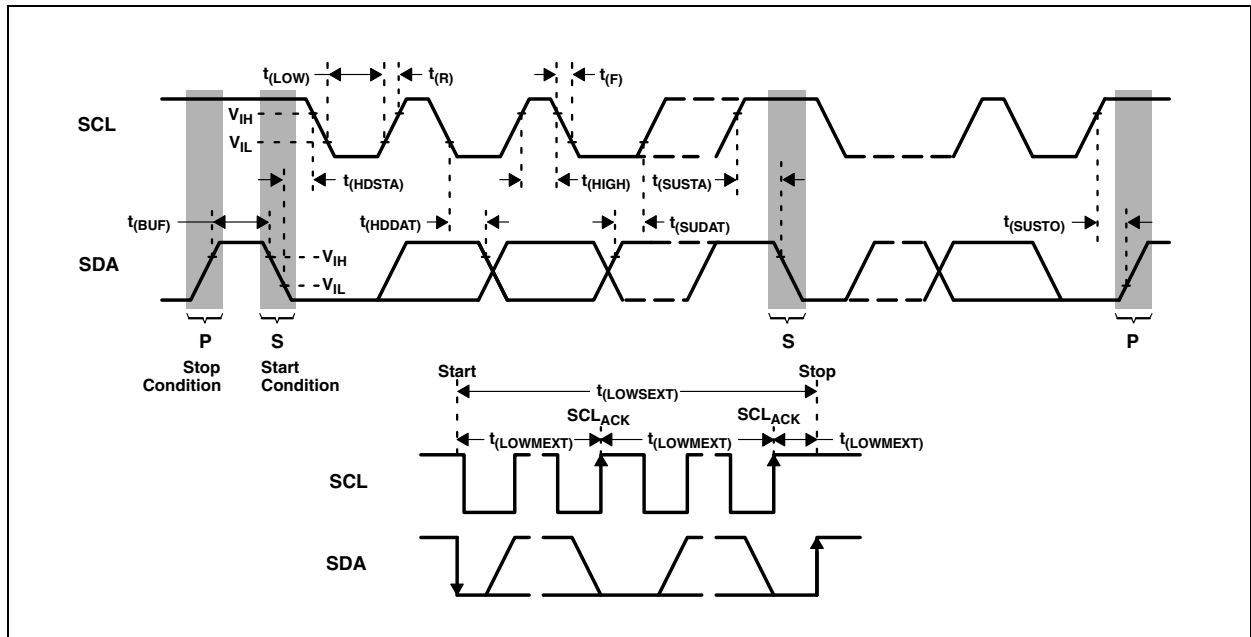 t(LOW)
t(R)
t(F)
SCL
VIH
VIL
t(HDSTA)
t(HIGH)
t(SUSTA)
t(BUF)
t(HDDAT)
t(SUDAT)
t(SUSTO)
SDA
VIH
VIL
P
S
S
P
Stop
Condition
Start
Condition
Start
Stop
t(LOWSEXT)
SCLACK
SCLACK
t(LOWMEXT)
t(LOWMEXT)
t(LOWMEXT)
SCL
SDA